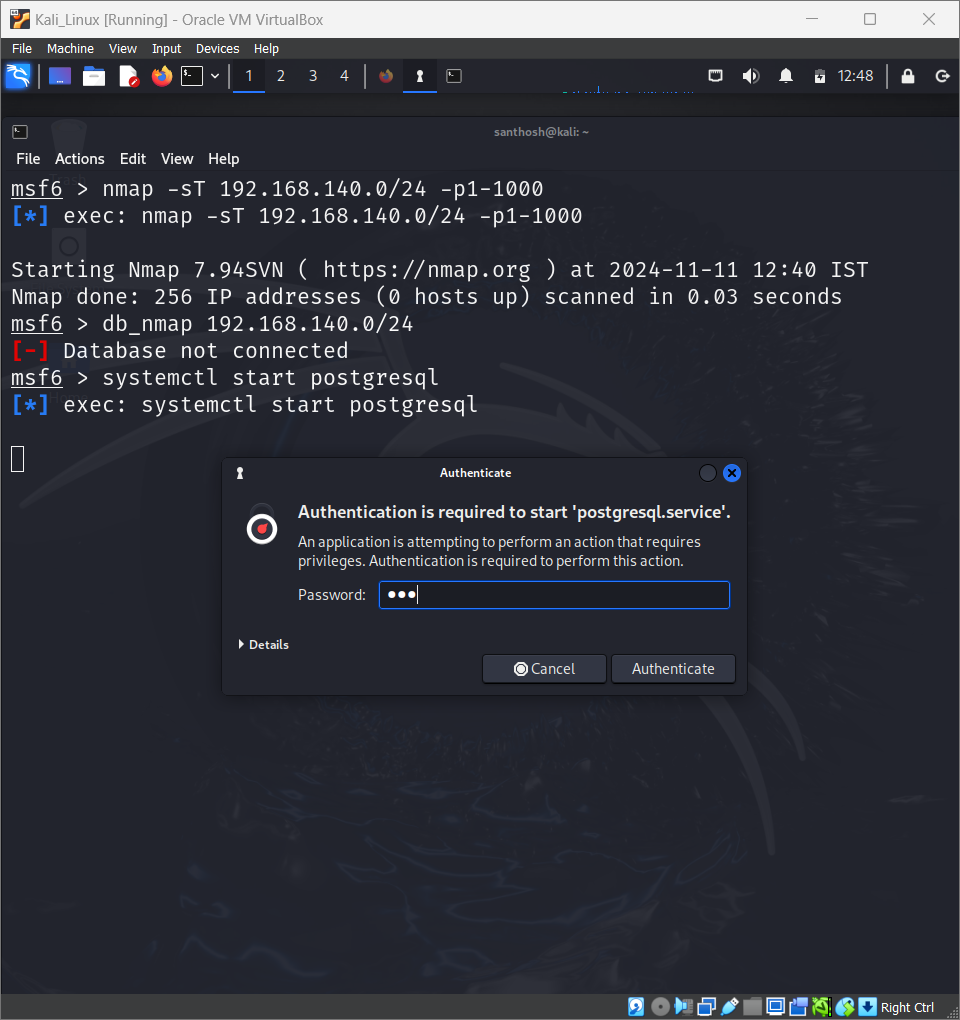 Kali_Linux [Running] - Oracle VM VirtualBox
File Machine View Input Devices Help
1 2 3 4 12:48
santhosh@kali: ~
File Actions Edit View Help
msf6 > nmap -sT 192.168.140.0/24 -p1-1000
[*] exec: nmap -sT 192.168.140.0/24 -p1-1000
Starting Nmap 7.94SVN ( https://nmap.org ) at 2024-11-11 12:40 IST
Nmap done: 256 IP addresses (0 hosts up) scanned in 0.03 seconds
msf6 > db_nmap 192.168.140.0/24
[-] Database not connected
msf6 > systemctl start postgresql
[*] exec: systemctl start postgresql
Authenticate
Authentication is required to start 'postgresql.service'.
An application is attempting to perform an action that requires
privileges. Authentication is required to perform this action.
Password: •••
Details
Cancel Authenticate
Right Ctrl